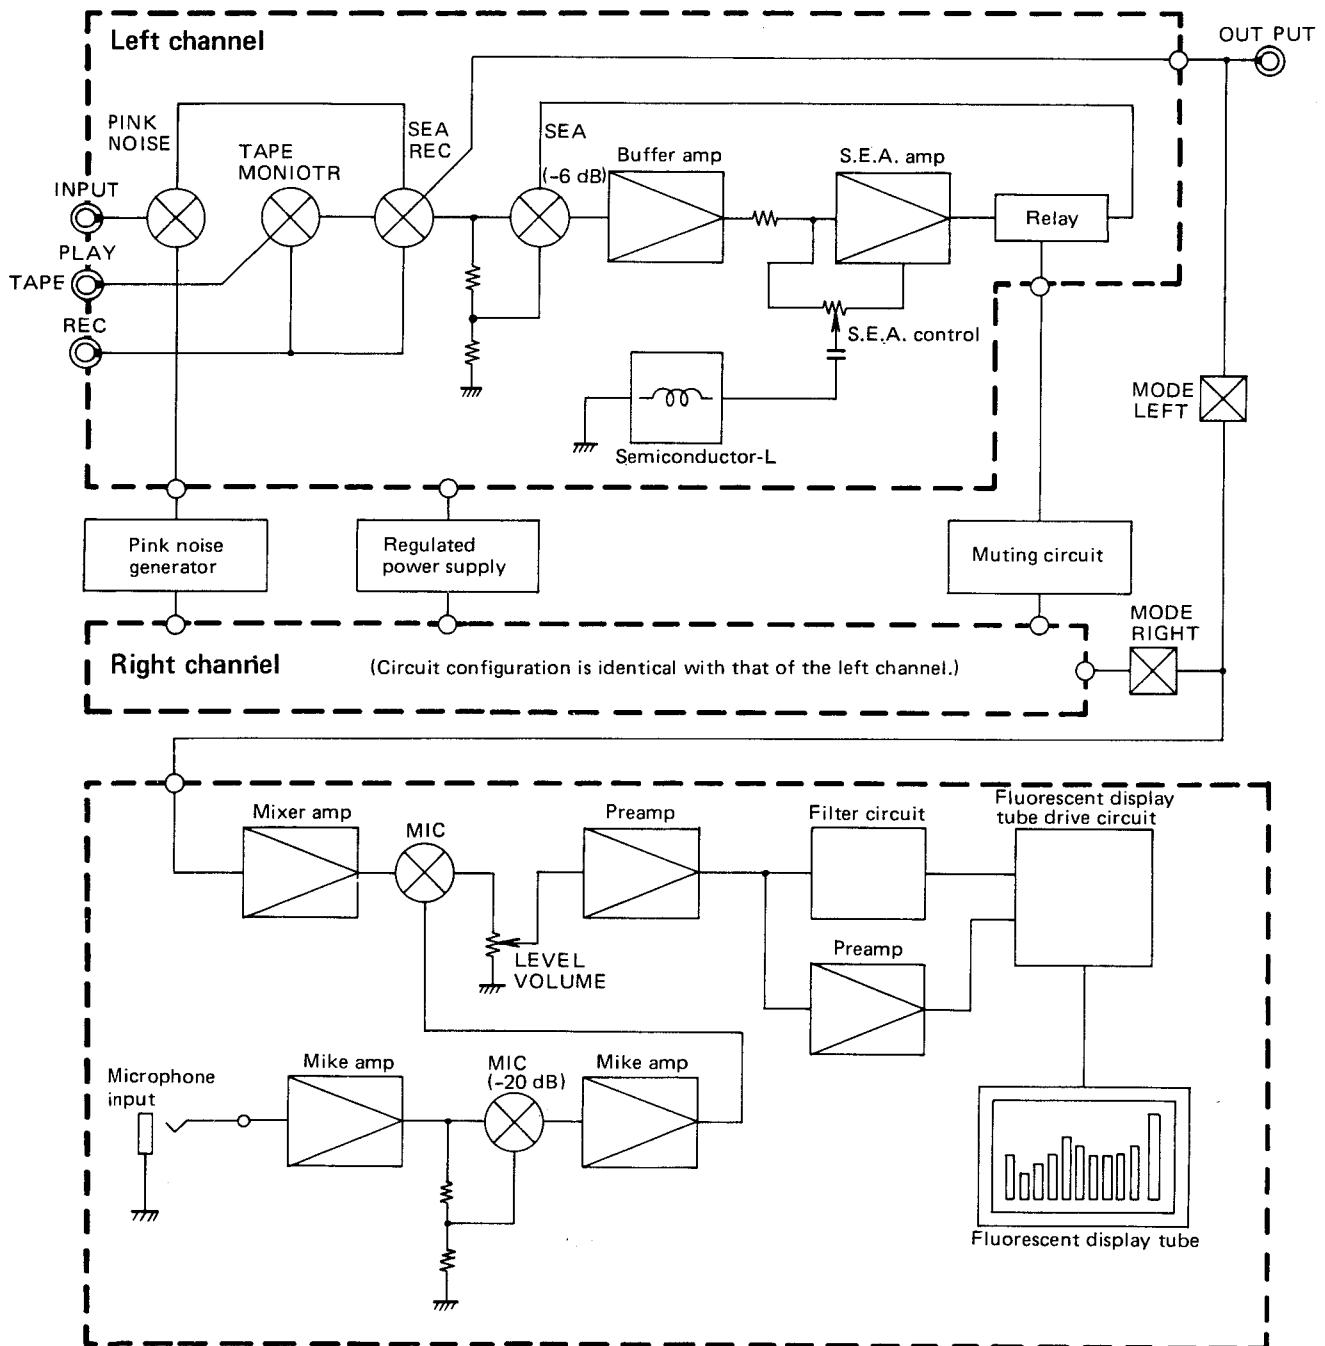 Left channel
OUT PUT
PINK
NOISE
TAPE
MONIOTR
SEA
REC
SEA
(-6 dB)
Buffer amp
S.E.A. amp
INPUT
Relay
PLAY
TAPE
REC
S.E.A. control
MODE
LEFT
Semiconductor-L
Pink noise
generator
Regulated
power supply
Muting circuit
MODE
RIGHT
Right channel
(Circuit configuration is identical with that of the left channel.)
Mixer amp
MIC
Preamp
Filter circuit
Fluorescent display
tube drive circuit
LEVEL
VOLUME
Preamp
Microphone
input
Mike amp
MIC
(-20 dB)
Mike amp
Fluorescent display tube